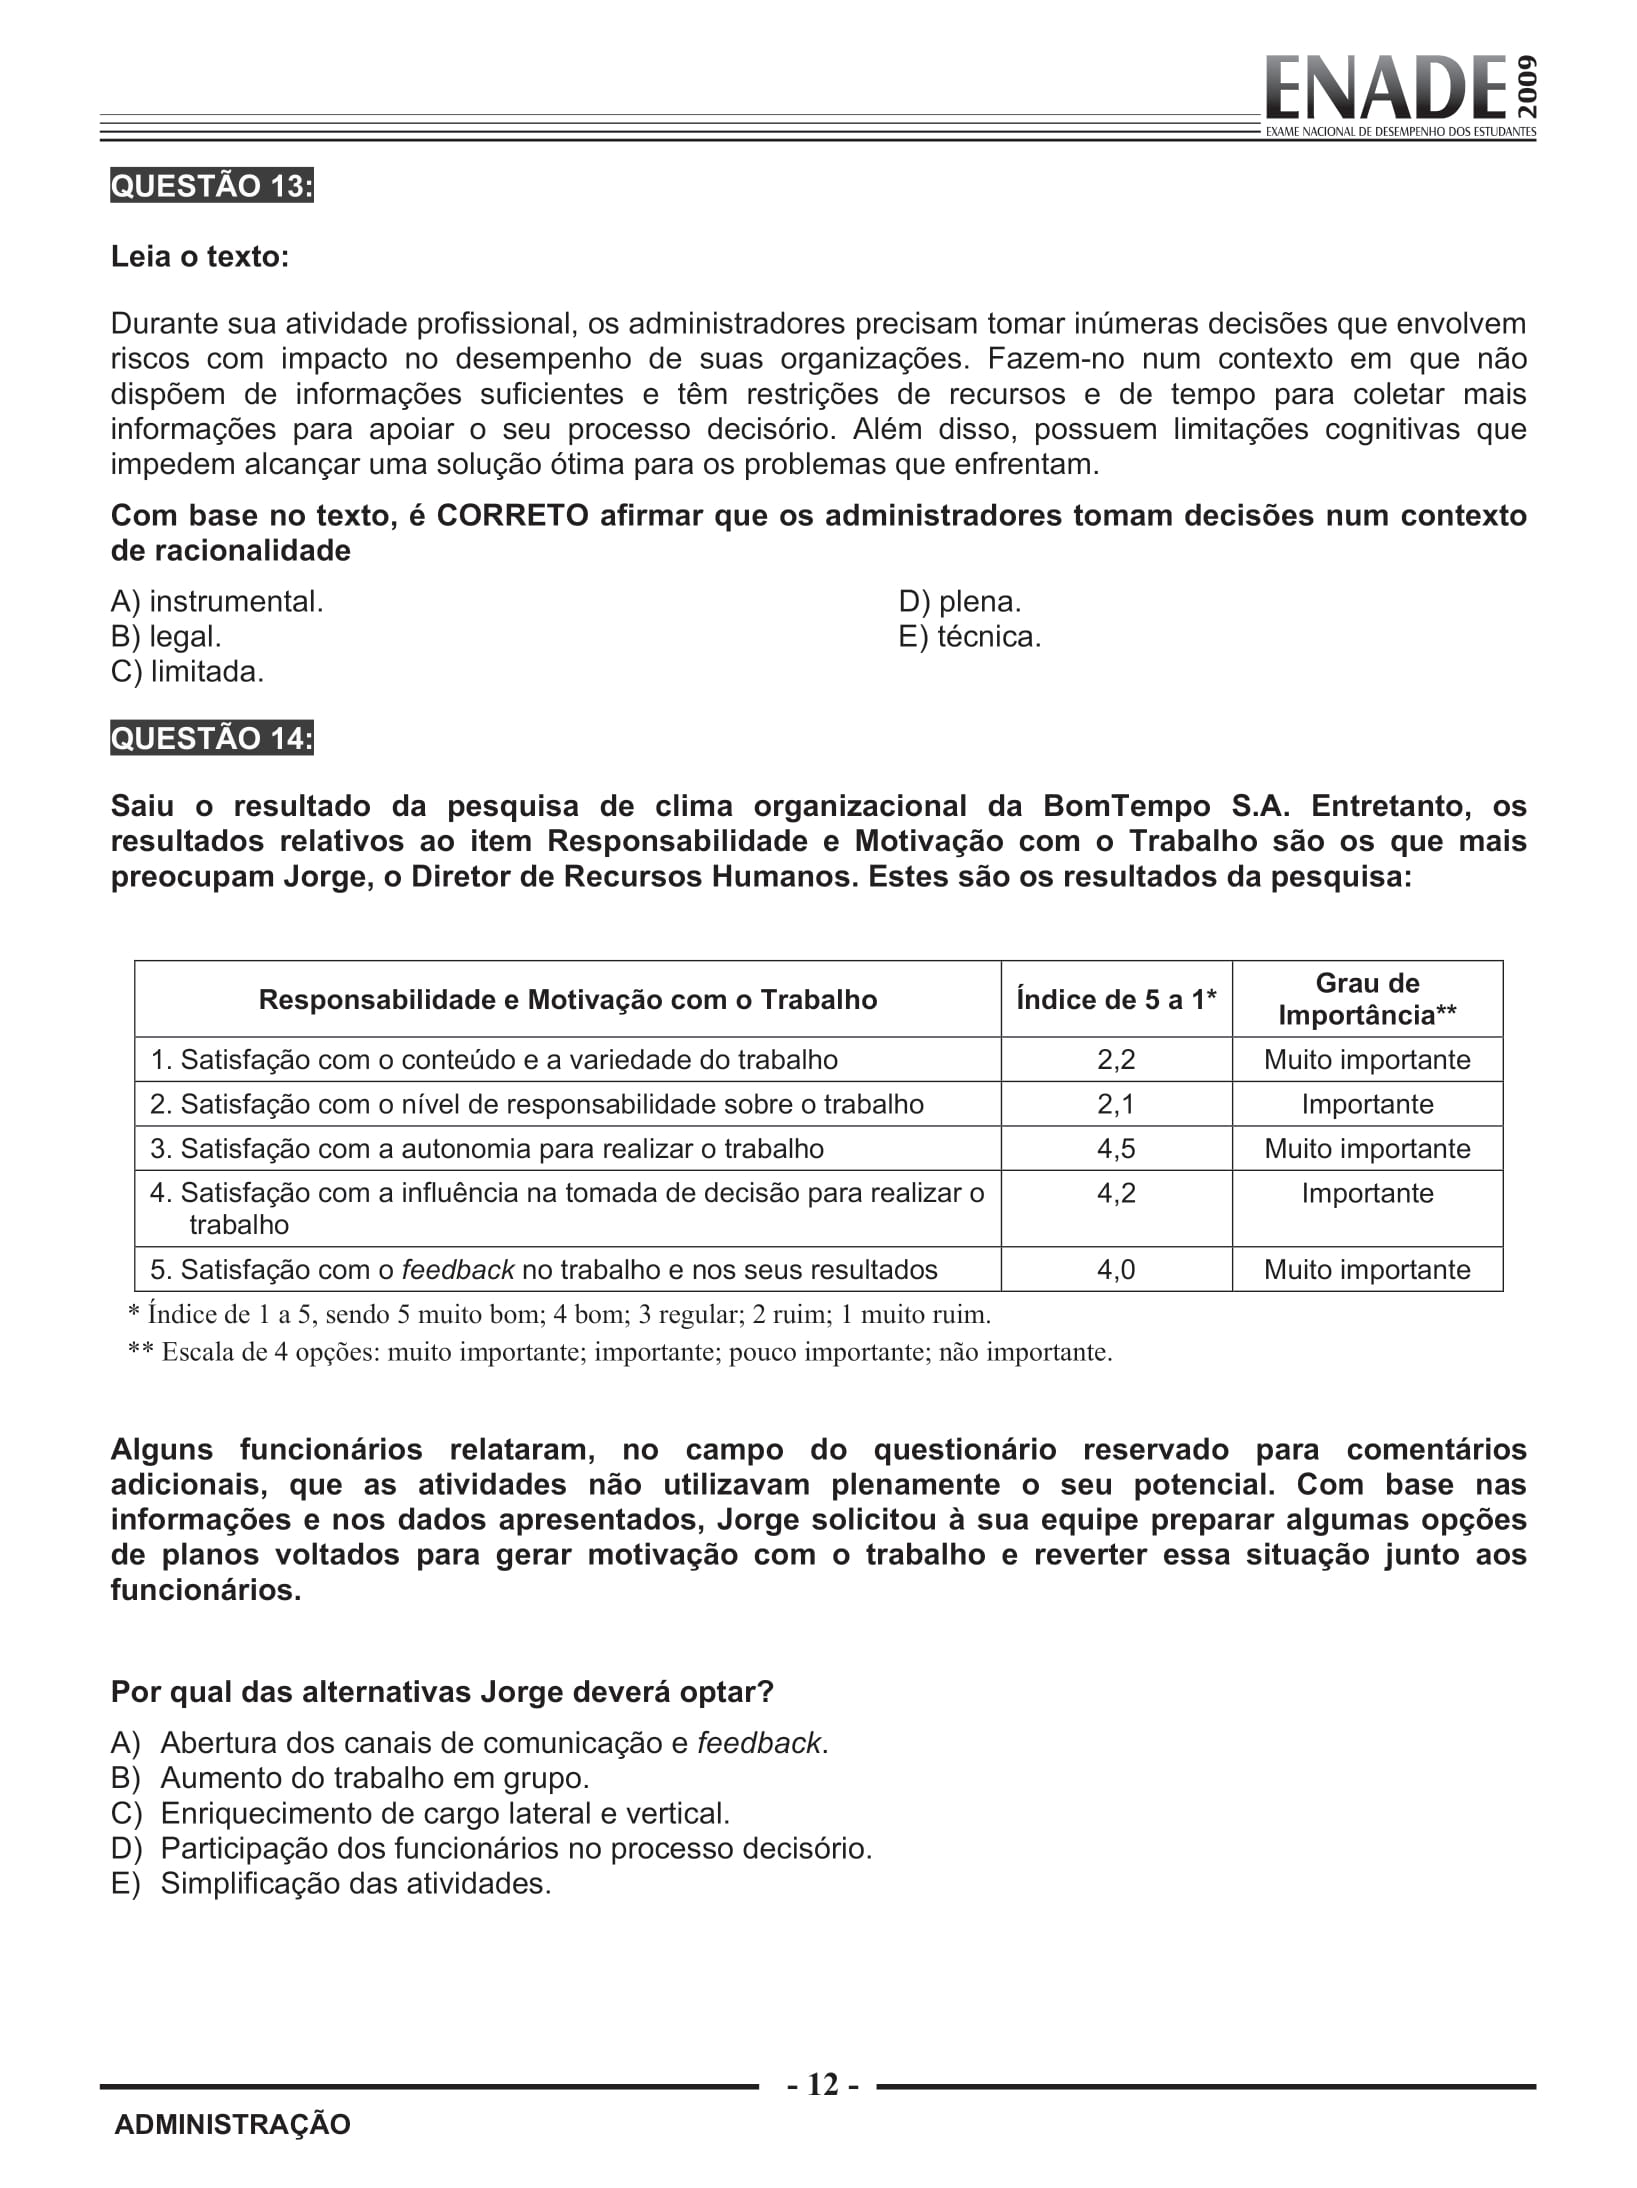 ENADE 2009
EXAME NACIONAL DE DESEMPENHO DOS ESTUDANTES
QUESTÃO 13:
Leia o texto:
Durante sua atividade profissional, os administradores precisam tomar inúmeras decisões que envolvem
riscos com impacto no desempenho de suas organizações. Fazem-no num contexto em que não
dispõem de informações suficientes e têm restrições de recursos e de tempo para coletar mais
informações para apoiar o seu processo decisório. Além disso, possuem limitações cognitivas que
impedem alcançar uma solução ótima para os problemas que enfrentam.
Com base no texto, é CORRETO afirmar que os administradores tomam decisões num contexto
de racionalidade
A) instrumental.
B) legal.
C) limitada.
D) plena.
E) técnica.
QUESTÃO 14:
Saiu o resultado da pesquisa de clima organizacional da BomTempo S.A. Entretanto, os
resultados relativos ao item Responsabilidade e Motivação com o Trabalho são os que mais
preocupam Jorge, o Diretor de Recursos Humanos. Estes são os resultados da pesquisa:
Responsabilidade e Motivação com o Trabalho Índice de 5 a 1* Grau de
Importância**
1. Satisfação com o conteúdo e a variedade do trabalho 2,2 Muito importante
2. Satisfação com o nível de responsabilidade sobre o trabalho 2,1 Importante
3. Satisfação com a autonomia para realizar o trabalho 4,5 Muito importante
4. Satisfação com a influência na tomada de decisão para realizar o 4,2 Importante
trabalho
5. Satisfação com o feedback no trabalho e nos seus resultados 4,0 Muito importante
* Índice de 1 a 5, sendo 5 muito bom; 4 bom; 3 regular; 2 ruim; 1 muito ruim.
** Escala de 4 opções: muito importante; importante; pouco importante; não importante.
Alguns funcionários relataram, no campo do questionário reservado para comentários
adicionais, que as atividades não utilizavam plenamente o seu potencial. Com base nas
informações e nos dados apresentados, Jorge solicitou à sua equipe preparar algumas opções
de planos voltados para gerar motivação com o trabalho e reverter essa situação junto aos
funcionários.
Por qual das alternativas Jorge deverá optar?
A) Abertura dos canais de comunicação e feedback.
B) Aumento do trabalho em grupo.
C) Enriquecimento de cargo lateral e vertical.
D) Participação dos funcionários no processo decisório.
E) Simplificação das atividades.
- 12 -
ADMINISTRAÇÃO